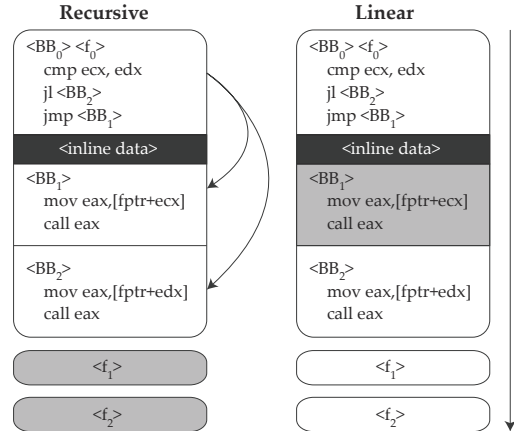 Recursive
<BB₀> <f₀>
cmp ecx, edx
jl <BB₂>
jmp <BB₁>
<inline data>
<BB₁>
mov eax,[fptr+ecx]
call eax
<BB₂>
mov eax,[fptr+edx]
call eax
<f₁>
<f₂>
Linear
<BB₀> <f₀>
cmp ecx, edx
jl <BB₂>
jmp <BB₁>
<inline data>
<BB₁>
mov eax,[fptr+ecx]
call eax
<BB₂>
mov eax,[fptr+edx]
call eax
<f₁>
<f₂>